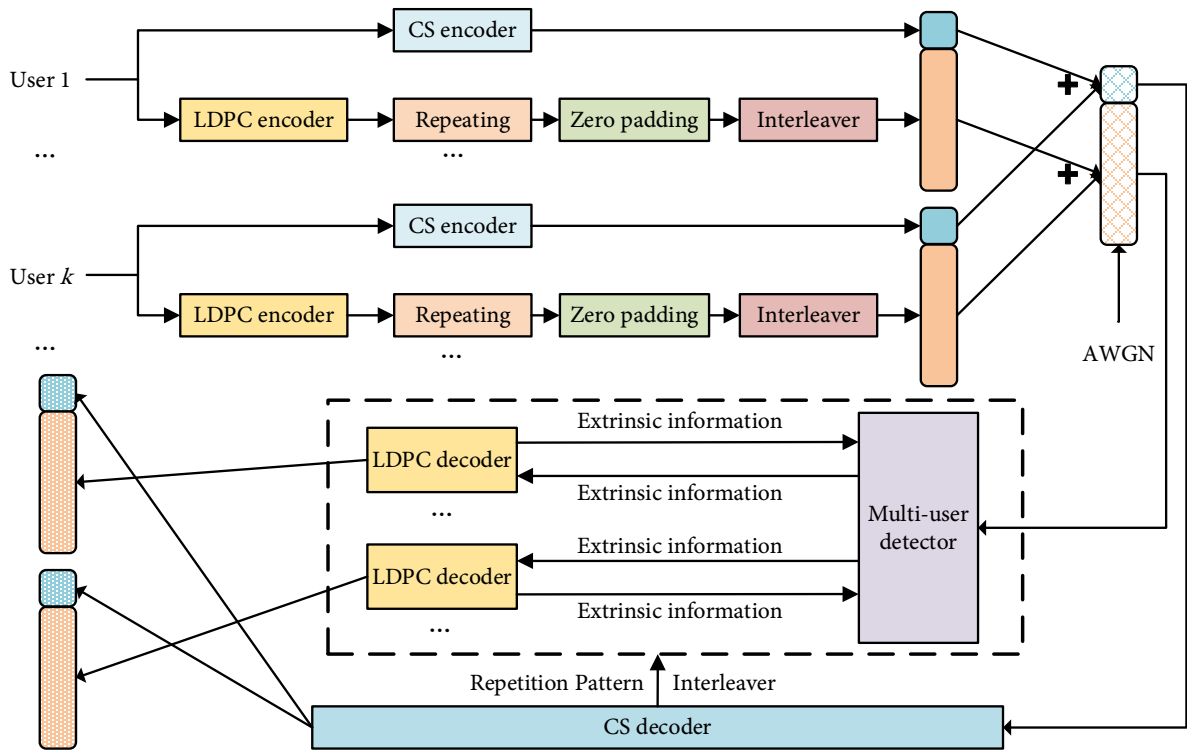 CS encoder
User 1
LDPC encoder
Repeating
Zero padding
Interleaver
...
...
CS encoder
User k
LDPC encoder
Repeating
Zero padding
Interleaver
...
...
AWGN
Extrinsic information
LDPC decoder
Extrinsic information
...
Multi-user
detector
Extrinsic information
LDPC decoder
Extrinsic information
...
Repetition Pattern
Interleaver
CS decoder